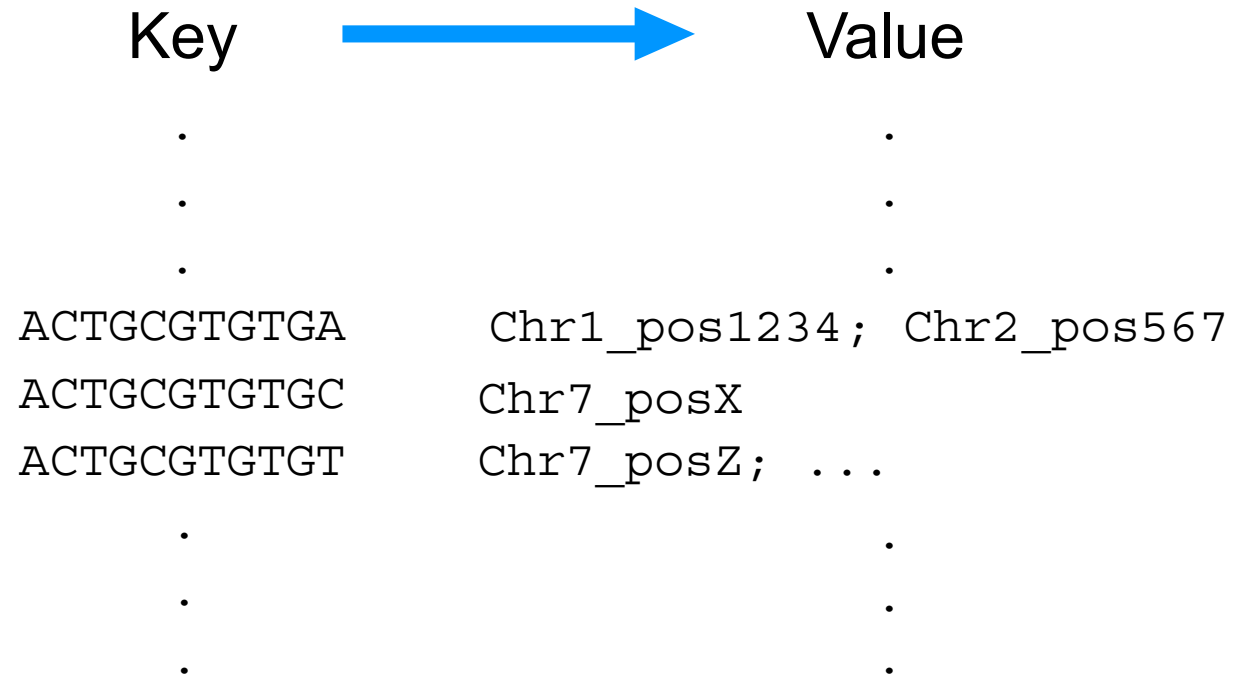 Key Value
. .
. .
. .
ACTGCGTGTGA Chr1_pos1234; Chr2_pos567
ACTGCGTGTGC Chr7_posX
ACTGCGTGTGT Chr7_posZ; ...
. .
. .
. .